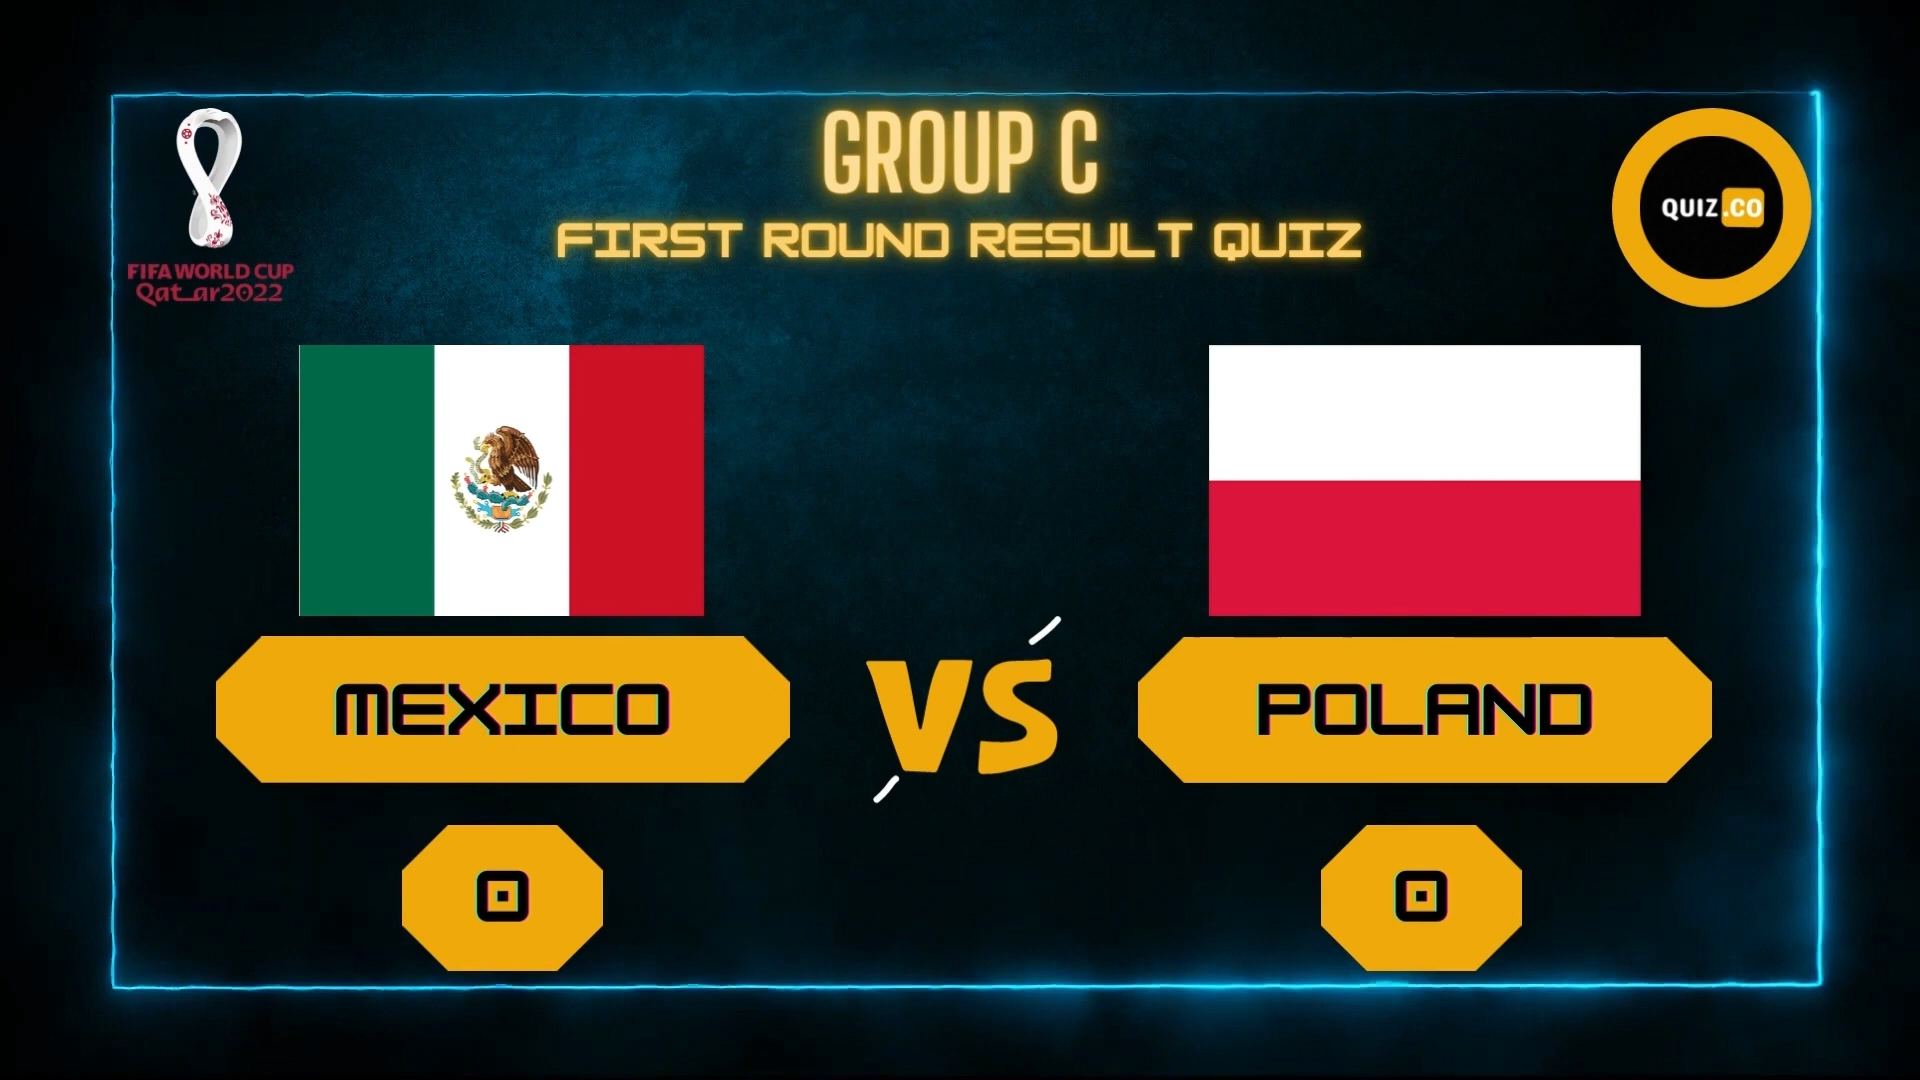 GROUP C
FIRST ROUND RESULT QUIZ
FIFA WORLD CUP
Qatar2022
QUIZ.CO
MEXICO
VS
POLAND
0
0